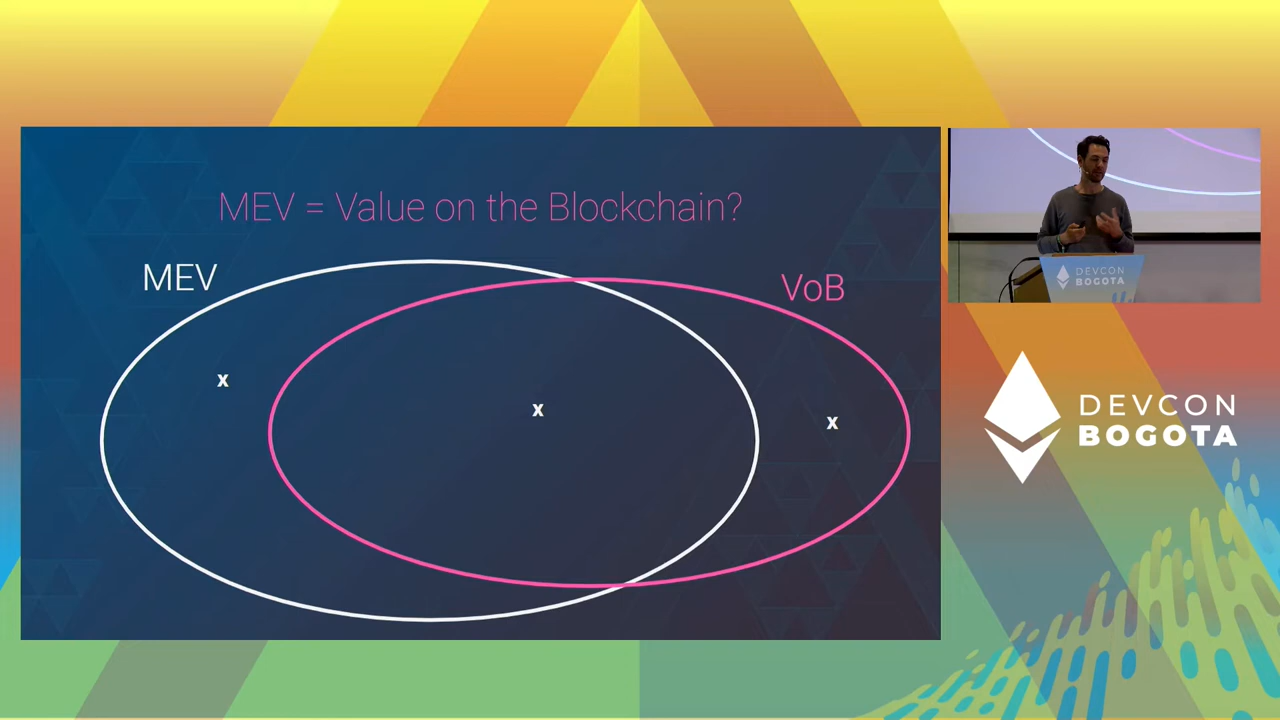 MEV = Value on the Blockchain?
MEV
VoB
x
x
x
DEVCON
BOGOTA
DEVCON
BOGOTA